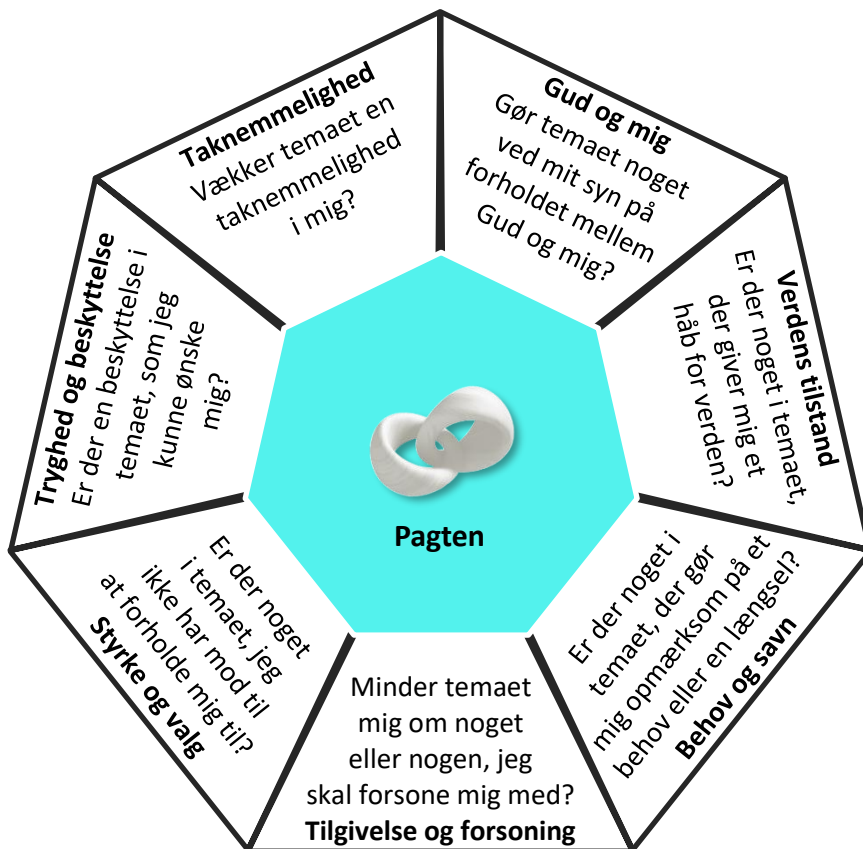 Taknemmelighed
Vækker temaet en
taknemmelighed
i mig?
Gud og mig
Gør temaet noget
ved mit syn på
forholdet mellem
Gud og mig?
Verdens tilstand
Er der noget i temaet,
der giver mig et
håb for verden?
Er der noget i
temaet, der gør
mig opmærksom på et
behov eller en længsel?
Behov og savn
Minder temaet
mig om noget
eller nogen, jeg
skal forsone mig med?
Tilgivelse og forsoning
Er der noget
i temaet, jeg
ikke har mod til
at forholde mig til?
Styrke og valg
Tryghed og beskyttelse
Er der en beskyttelse i
temaet, som jeg
kunne ønske
mig?
Pagten